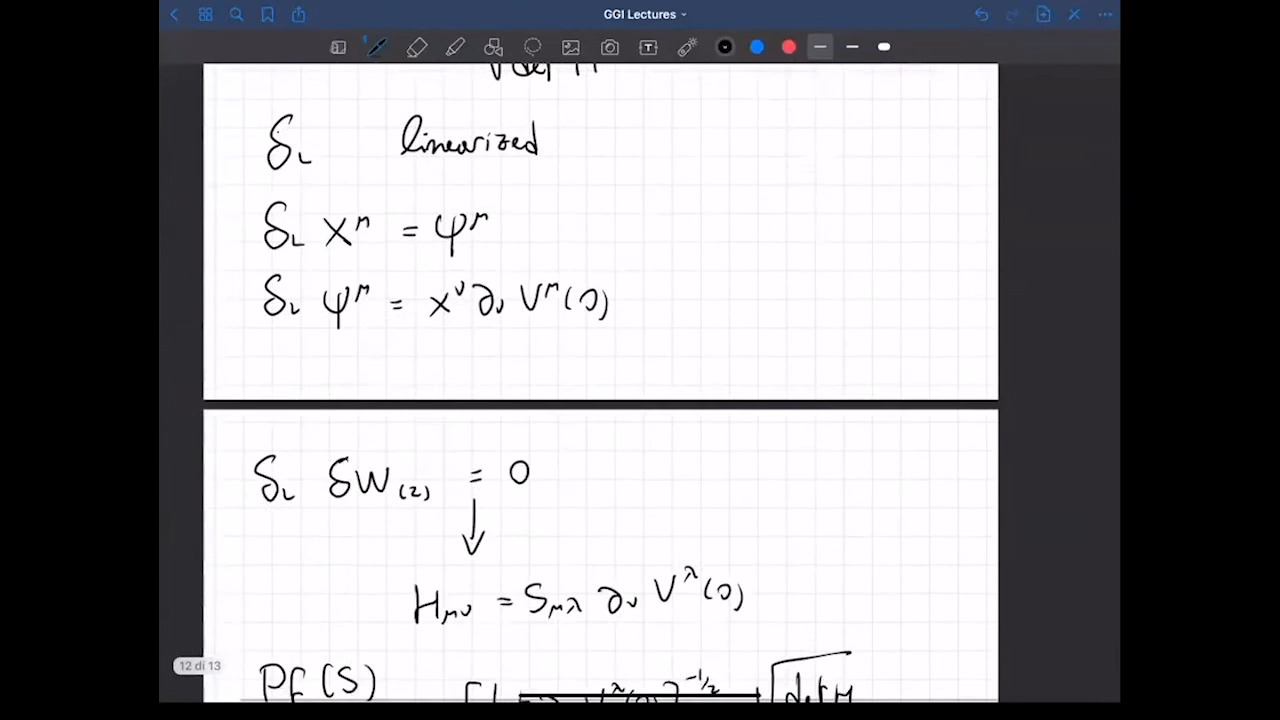 GGI Lectures
δ_L linearized
δ_L x^μ = ψ^μ
δ_L ψ^μ = x^ν ∂_ν V^μ(0)
δ_L δW_(2) = 0
↓
H_μν = S_μλ ∂_ν V^λ(0)
12 di 13
Pf(S)